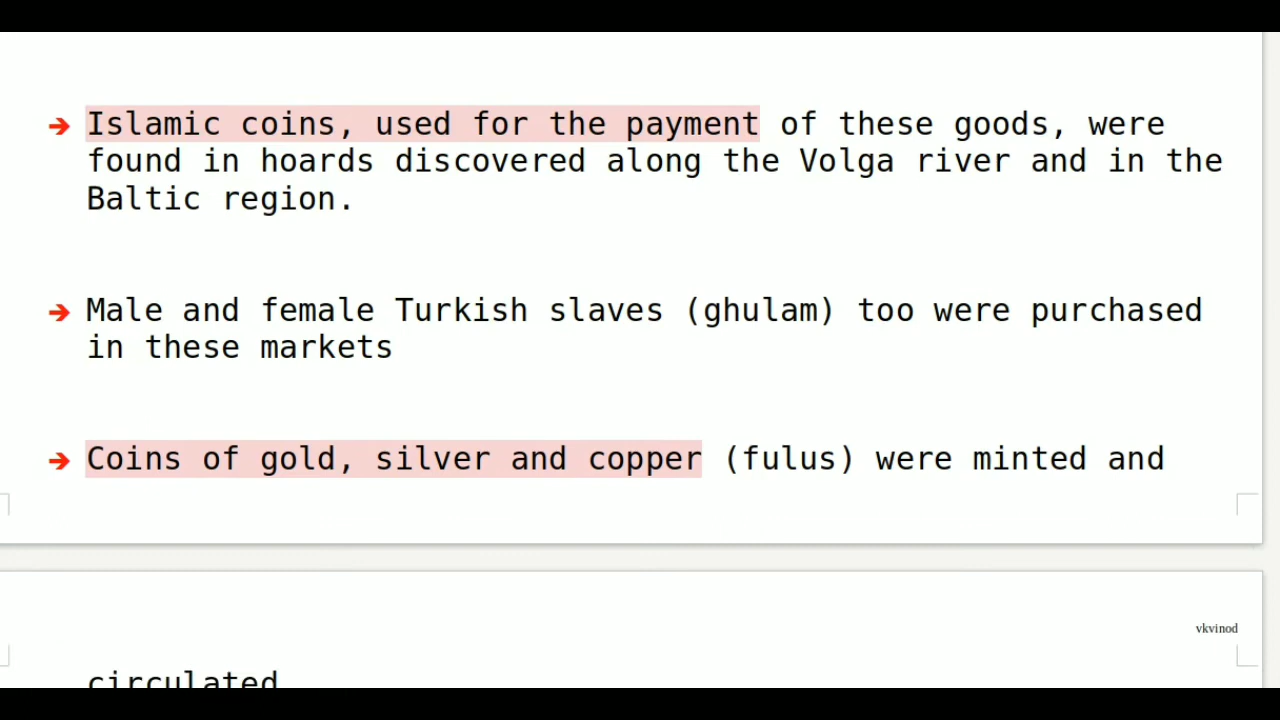 ➔ Islamic coins, used for the payment of these goods, were
found in hoards discovered along the Volga river and in the
Baltic region.
➔ Male and female Turkish slaves (ghulam) too were purchased
in these markets
➔ Coins of gold, silver and copper (fulus) were minted and
vkvinod
circulated